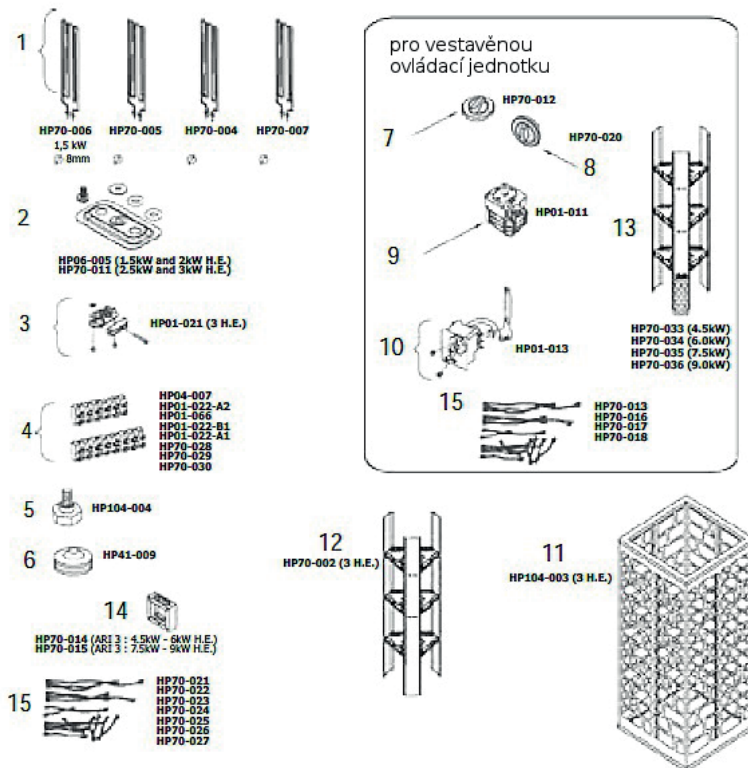 1
HP70-006
HP70-005
HP70-004
HP70-007
1,5 kW
Ø 8mm
Ø
Ø
Ø
2
HP06-005 (1.5kW and 2kW H.E.)
HP70-011 (2.5kW and 3kW H.E.)
3
HP01-021 (3 H.E.)
4
HP04-007
HP01-022-A2
HP01-066
HP01-022-B1
HP01-022-A1
HP70-028
HP70-029
HP70-030
5
HP104-004
6
HP41-009
14
HP70-014 (ARI 3 : 4.5kW - 6kW H.E.)
HP70-015 (ARI 3 : 7.5kW - 9kW H.E.)
15
HP70-021
HP70-022
HP70-023
HP70-024
HP70-025
HP70-026
HP70-027
pro vestavěnou
ovládací jednotku
7
HP70-012
HP70-020
8
HP01-011
9
10
HP01-013
13
HP70-033 (4.5kW)
HP70-034 (6.0kW)
HP70-035 (7.5kW)
HP70-036 (9.0kW)
15
HP70-013
HP70-016
HP70-017
HP70-018
12
HP70-002 (3 H.E.)
11
HP104-003 (3 H.E.)